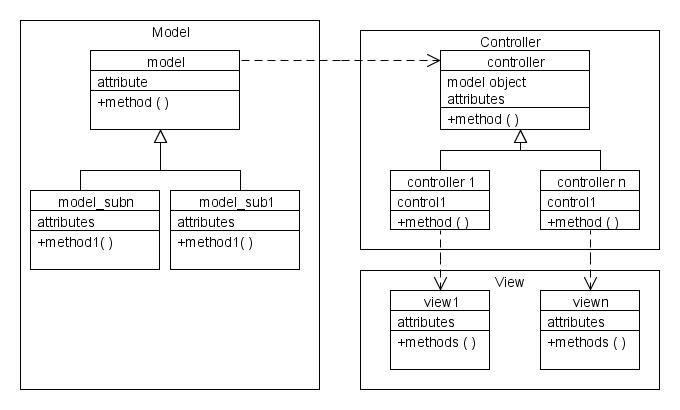 Model
model
attribute
+method ( )
model_subn
attributes
+method1( )
model_sub1
attributes
+method1( )
Controller
controller
model object
attributes
+method ( )
controller 1
control1
+method ( )
controller n
control1
+method ( )
View
view1
attributes
+methods ( )
viewn
attributes
+methods ( )